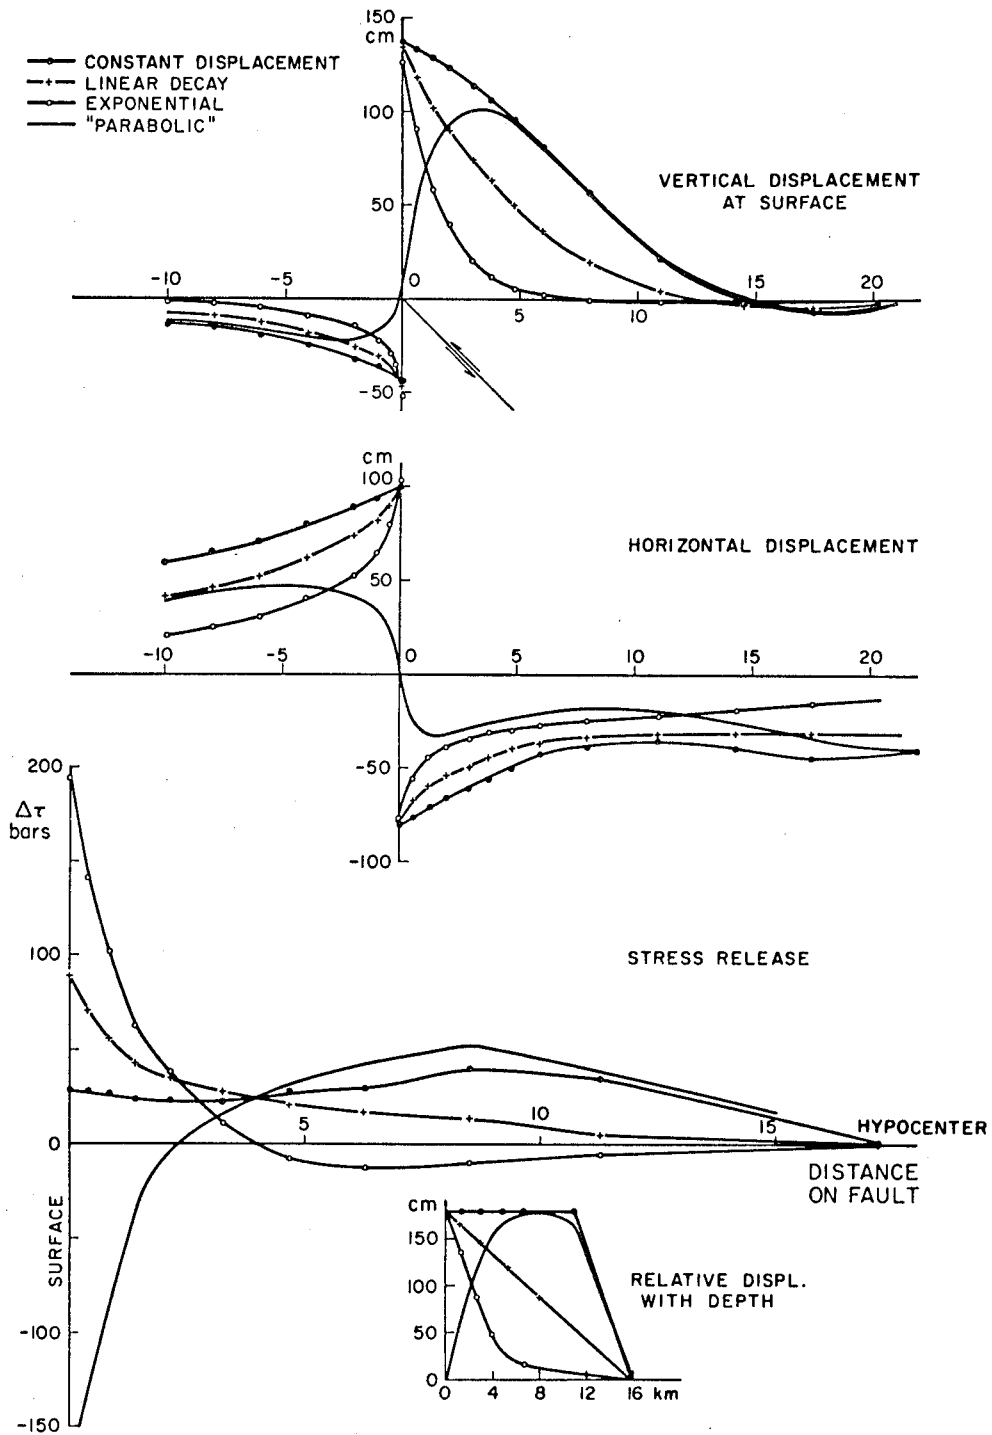 150
cm
CONSTANT DISPLACEMENT
LINEAR DECAY
EXPONENTIAL
"PARABOLIC"
100
50
VERTICAL DISPLACEMENT
AT SURFACE
-10 -5 0 5 10 15 20
-50
cm
100
HORIZONTAL DISPLACEMENT
50
-10 -5 0 5 10 15 20
-50
-100
200
Δτ
bars
100
STRESS RELEASE
0 5 10 15 HYPOCENTER
DISTANCE
ON FAULT
SURFACE
-100
-150
cm
150
100
50
0
RELATIVE DISPL.
WITH DEPTH
0 4 8 12 16 km